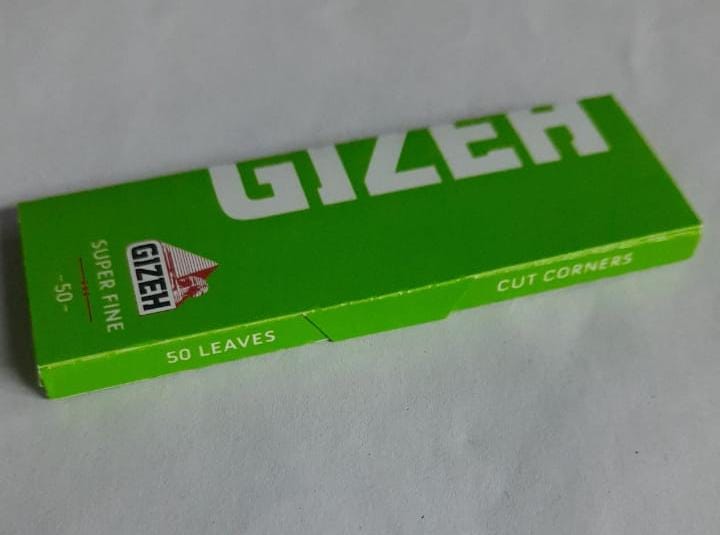 GIZEH
GIZEH
SUPER FINE
-50-
50 LEAVES
CUT CORNERS